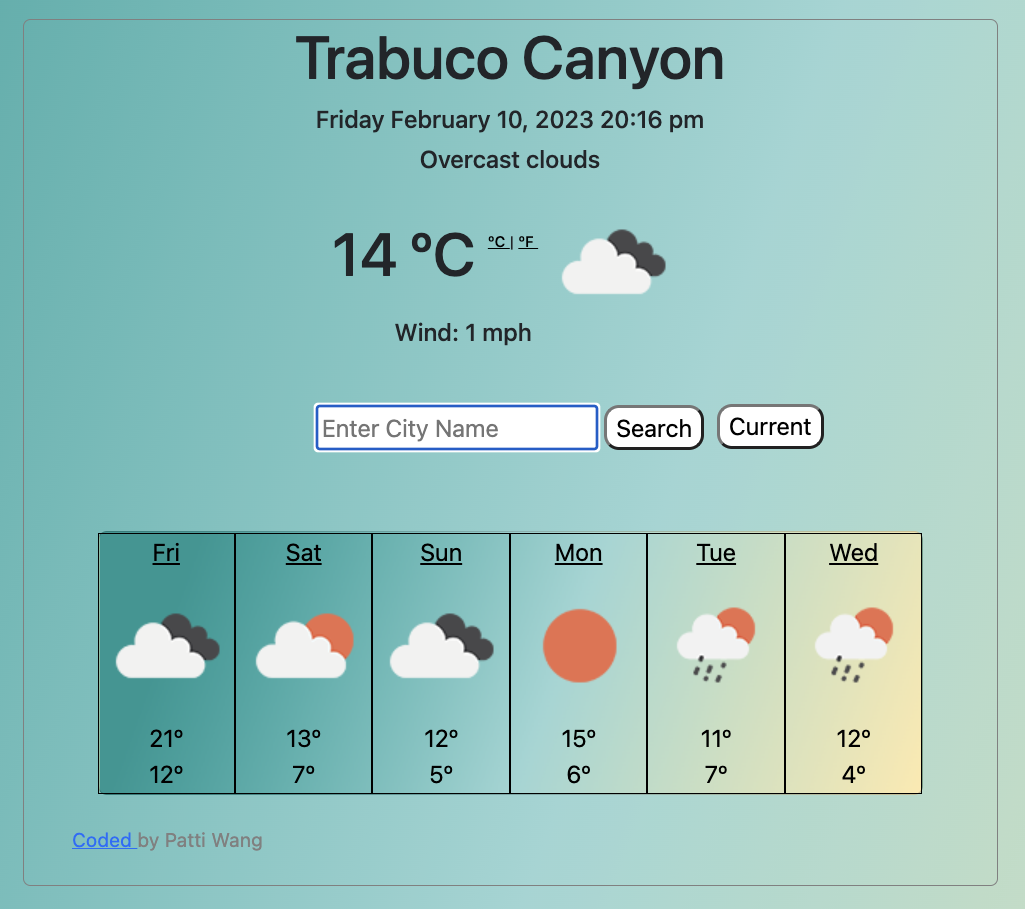 Trabuco Canyon
Friday February 10, 2023 20:16 pm
Overcast clouds
14 °C °C | °F
Wind: 1 mph
Enter City Name Search Current
Fri Sat Sun Mon Tue Wed
21° 13° 12° 15° 11° 12°
12° 7° 5° 6° 7° 4°
Coded by Patti Wang